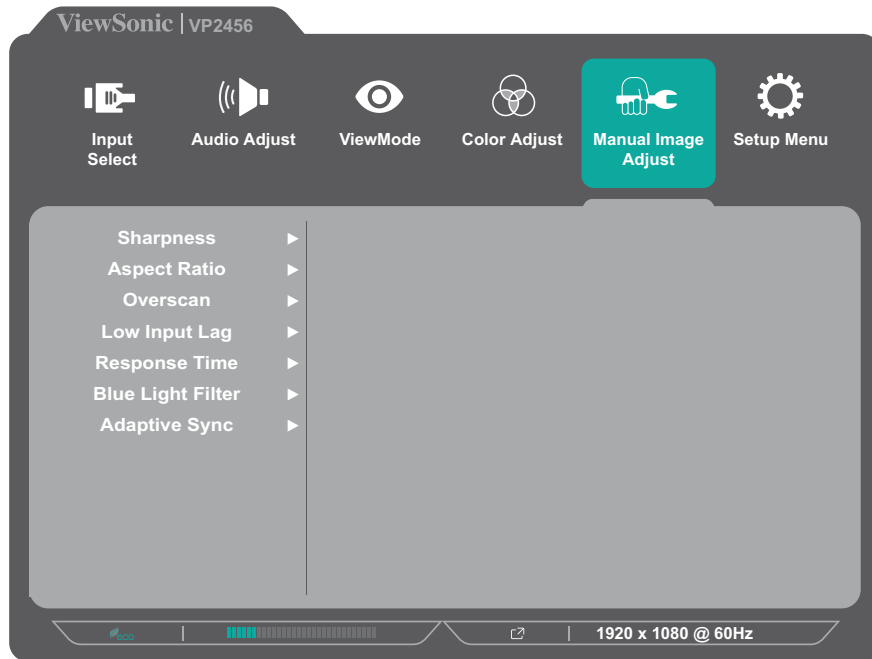 ViewSonic | VP2456
Input
Select
Audio Adjust
ViewMode
Color Adjust
Manual Image
Adjust
Setup Menu
Sharpness
Aspect Ratio
Overscan
Low Input Lag
Response Time
Blue Light Filter
Adaptive Sync
eco
1920 x 1080 @ 60Hz